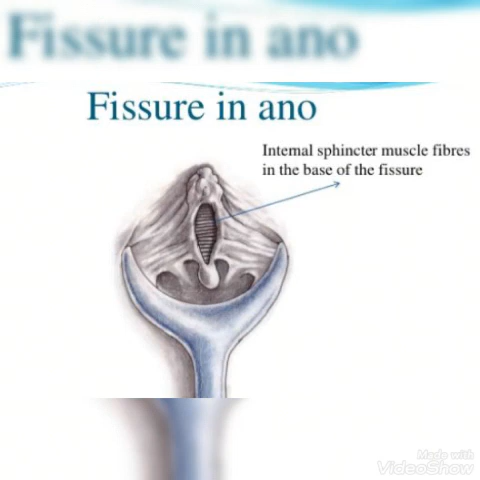 Fissure in ano
Fissure in ano
Internal sphincter muscle fibres
in the base of the fissure
Made with
VideoShow